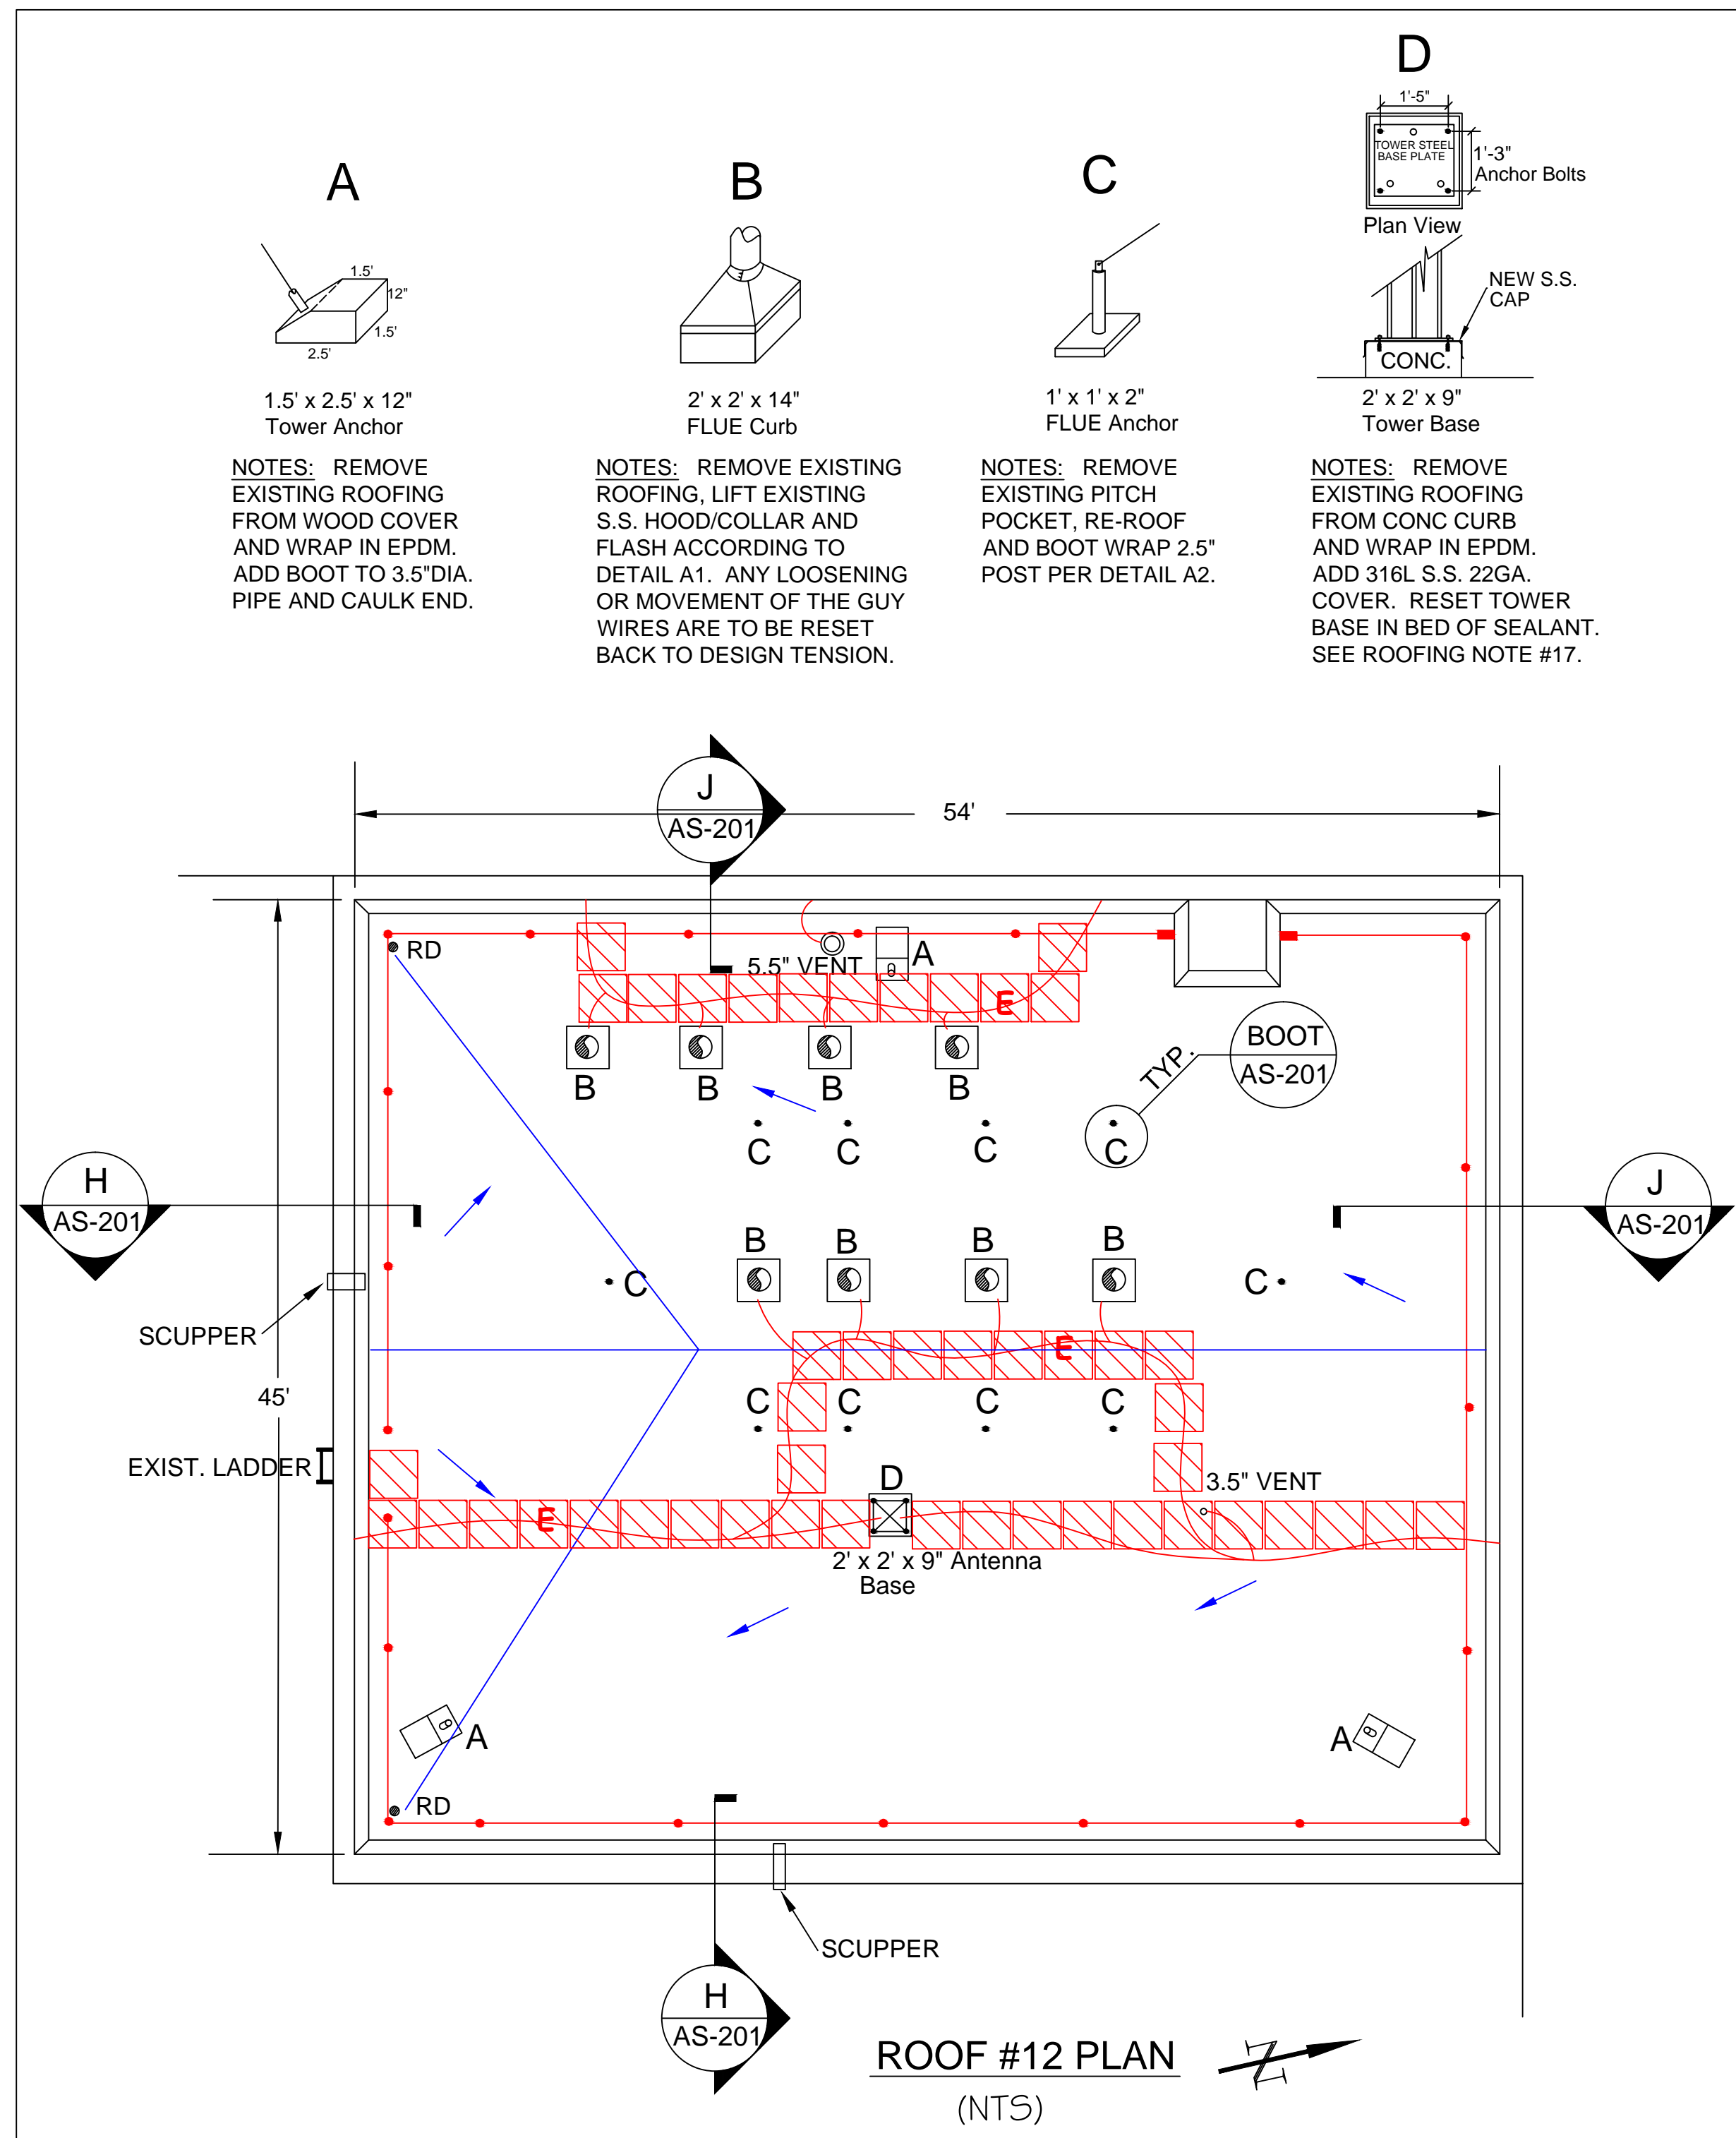 A
1.5'
12"
1.5'
2.5'
1.5' x 2.5' x 12"
Tower Anchor
NOTES: REMOVE
EXISTING ROOFING
FROM WOOD COVER
AND WRAP IN EPDM.
ADD BOOT TO 3.5"DIA.
PIPE AND CAULK END.
B
2' x 2' x 14"
FLUE Curb
NOTES: REMOVE EXISTING
ROOFING, LIFT EXISTING
S.S. HOOD/COLLAR AND
FLASH ACCORDING TO
DETAIL A1. ANY LOOSENING
OR MOVEMENT OF THE GUY
WIRES ARE TO BE RESET
BACK TO DESIGN TENSION.
C
1' x 1' x 2"
FLUE Anchor
NOTES: REMOVE
EXISTING PITCH
POCKET, RE-ROOF
AND BOOT WRAP 2.5"
POST PER DETAIL A2.
D
1'-5"
TOWER STEEL
BASE PLATE
1'-3"
Anchor Bolts
Plan View
NEW S.S.
CAP
CONC.
2' x 2' x 9"
Tower Base
NOTES: REMOVE
EXISTING ROOFING
FROM CONC CURB
AND WRAP IN EPDM.
ADD 316L S.S. 22GA.
COVER. RESET TOWER
BASE IN BED OF SEALANT.
SEE ROOFING NOTE #17.
J
AS-201
54'
RD
5.5" VENT
A
E
BOOT
AS-201
TYP.
B
B
B
B
C
C
C
C
H
AS-201
J
AS-201
B
B
B
B
C
C
SCUPPER
E
45'
C
C
C
C
EXIST. LADDER
D
3.5" VENT
E
2' x 2' x 9" Antenna
Base
A
A
RD
SCUPPER
H
AS-201
ROOF #12 PLAN
N
(NTS)